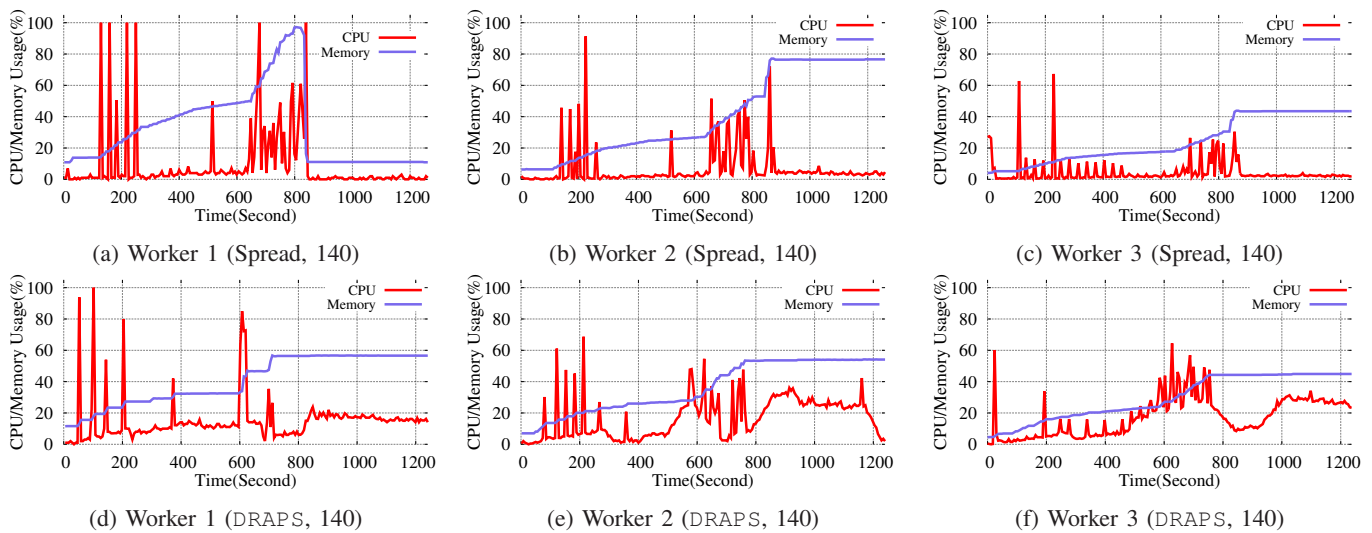 CPU/Memory Usage(%)
100
80
60
40
20
0
CPU
Memory
0 200 400 600 800 1000 1200
Time(Second)
(a) Worker 1 (Spread, 140)
CPU/Memory Usage(%)
100
80
60
40
20
0
CPU
Memory
0 200 400 600 800 1000 1200
Time(Second)
(b) Worker 2 (Spread, 140)
CPU/Memory Usage(%)
100
80
60
40
20
0
CPU
Memory
0 200 400 600 800 1000 1200
Time(Second)
(c) Worker 3 (Spread, 140)
CPU/Memory Usage(%)
100
80
60
40
20
0
CPU
Memory
0 200 400 600 800 1000 1200
Time(Second)
(d) Worker 1 (DRAPS, 140)
CPU/Memory Usage(%)
100
80
60
40
20
0
CPU
Memory
0 200 400 600 800 1000 1200
Time(Second)
(e) Worker 2 (DRAPS, 140)
CPU/Memory Usage(%)
100
80
60
40
20
0
CPU
Memory
0 200 400 600 800 1000 1200
Time(Second)
(f) Worker 3 (DRAPS, 140)